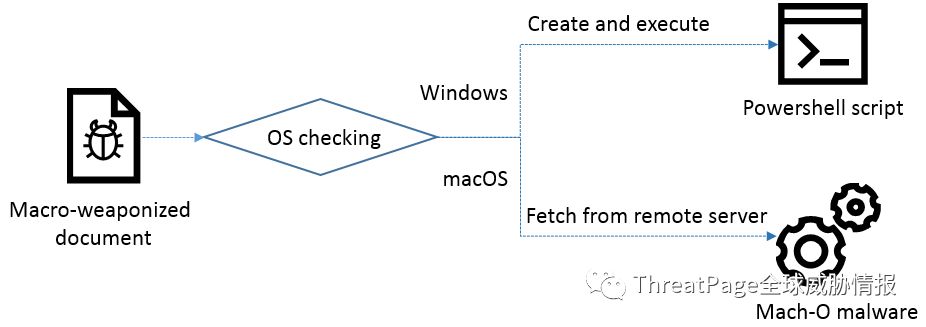 Create and execute
Powershell script
Windows
OS checking
macOS
Macro-weaponized
document
Fetch from remote server
ThreatPage全球威胁情报
Mach-O malware